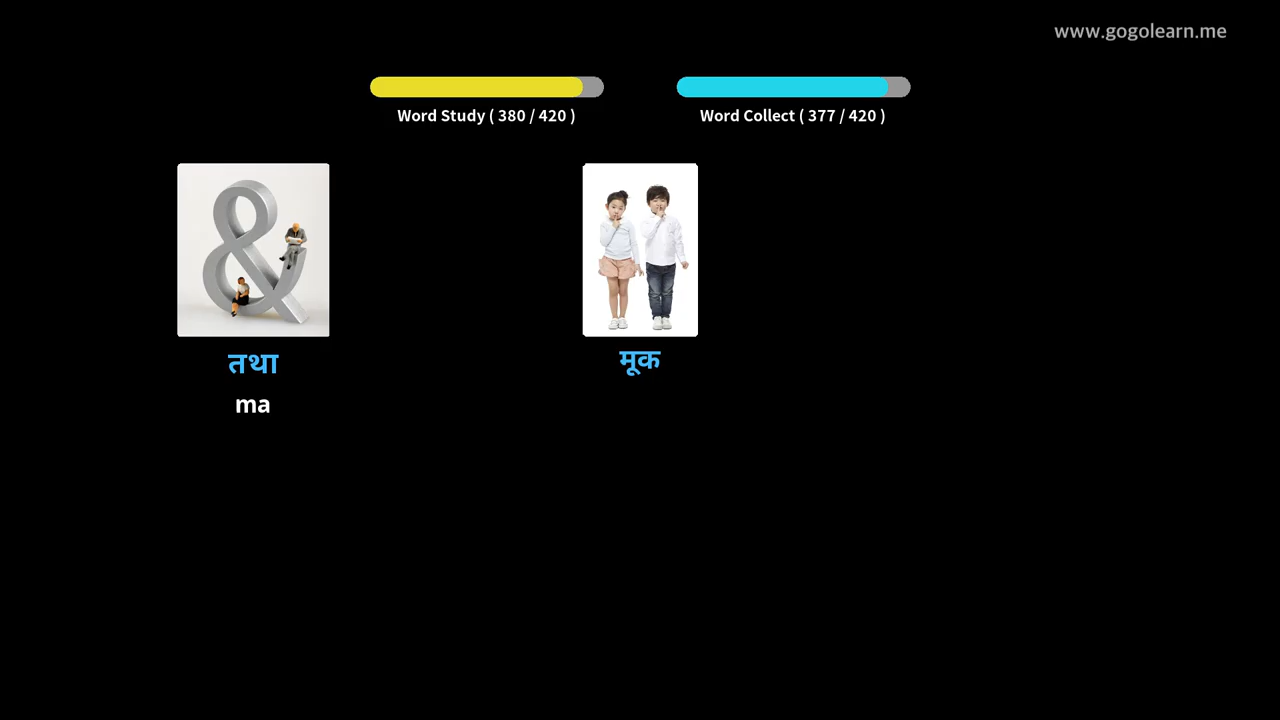 www.gogolearn.me
Word Study ( 380 / 420 )
Word Collect ( 377 / 420 )
&
तथा
मूक
ma